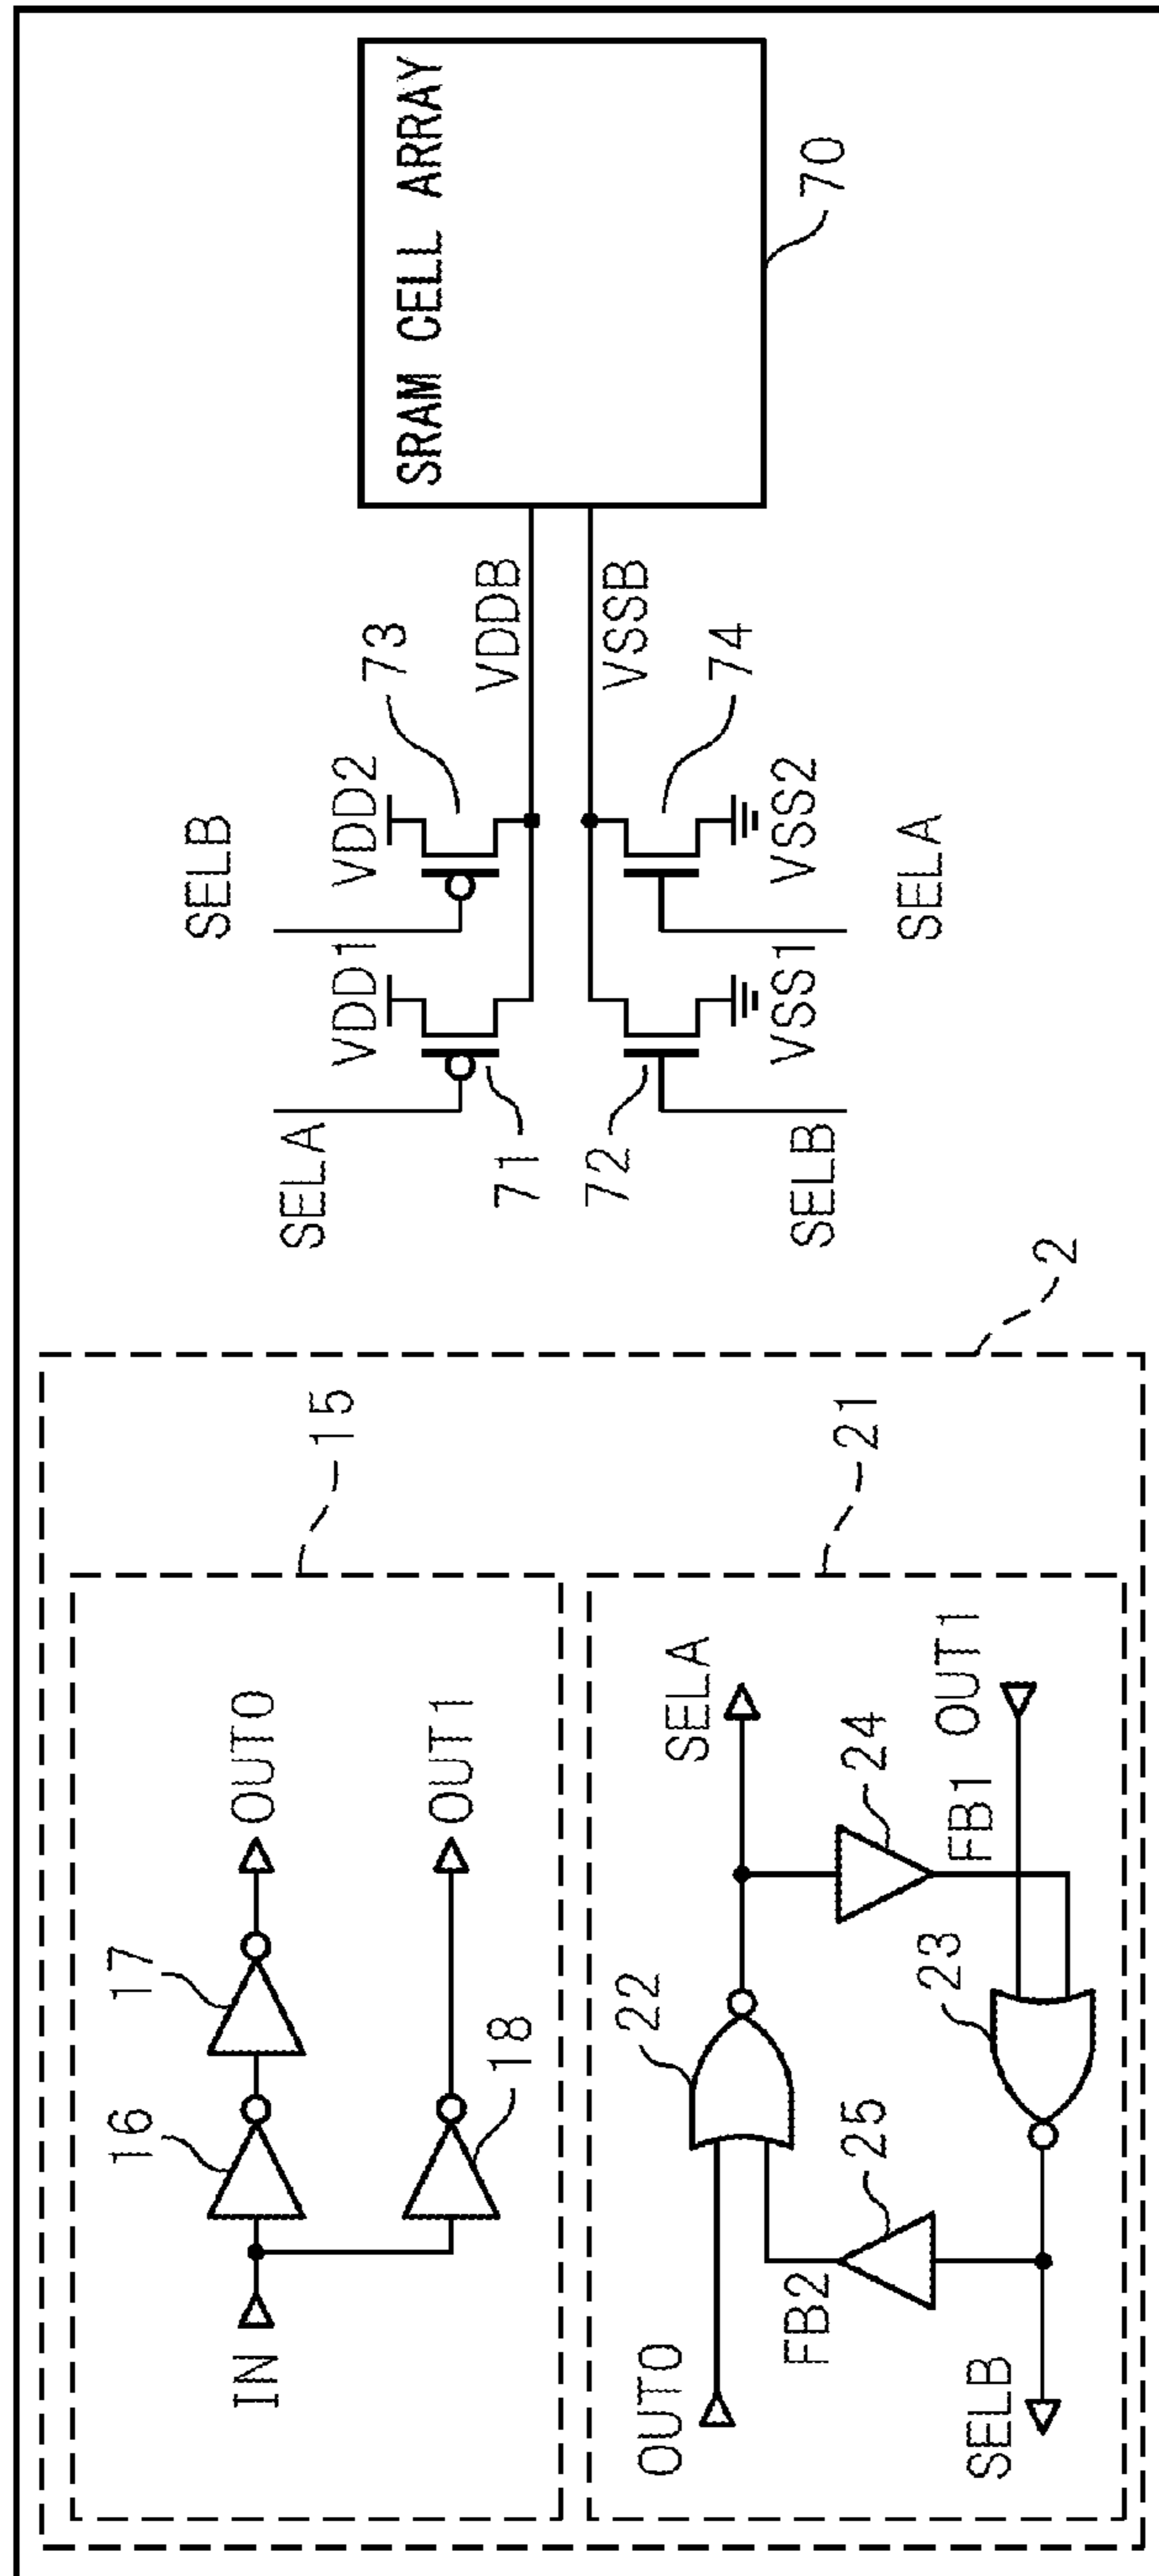 IN
16
17
18
OUT0
OUT1
15
OUT0
FB2
22
25
SELB
SELA
24
FB1
23
OUT1
21
2
SELA
VDD1
71
SELB
VDD2
73
VDDB
72
SELB
VSS1
VSSB
74
VSS2
SELA
SRAM CELL ARRAY
70